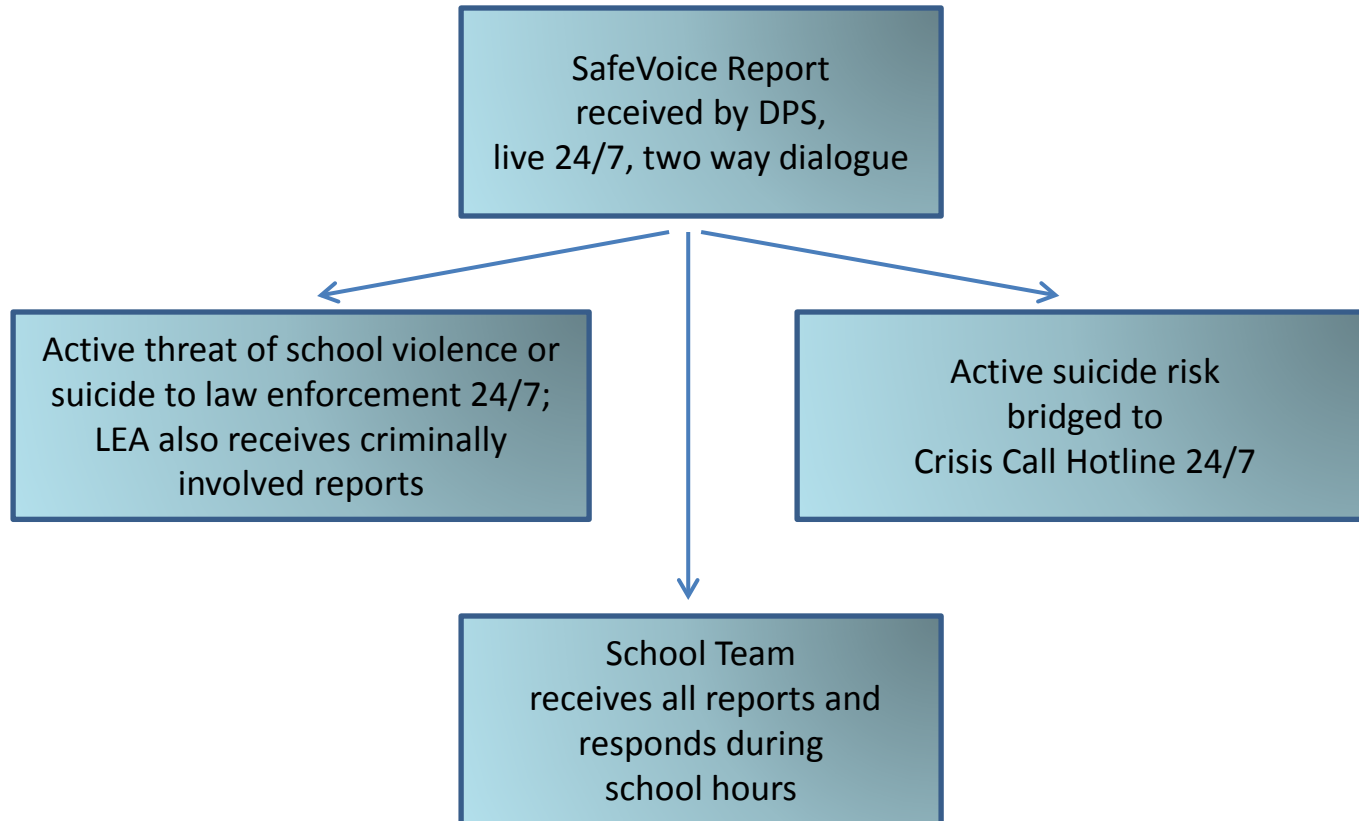 SafeVoice Report
received by DPS,
live 24/7, two way dialogue
Active threat of school violence or
suicide to law enforcement 24/7;
LEA also receives criminally
involved reports
Active suicide risk
bridged to
Crisis Call Hotline 24/7
School Team
receives all reports and
responds during
school hours